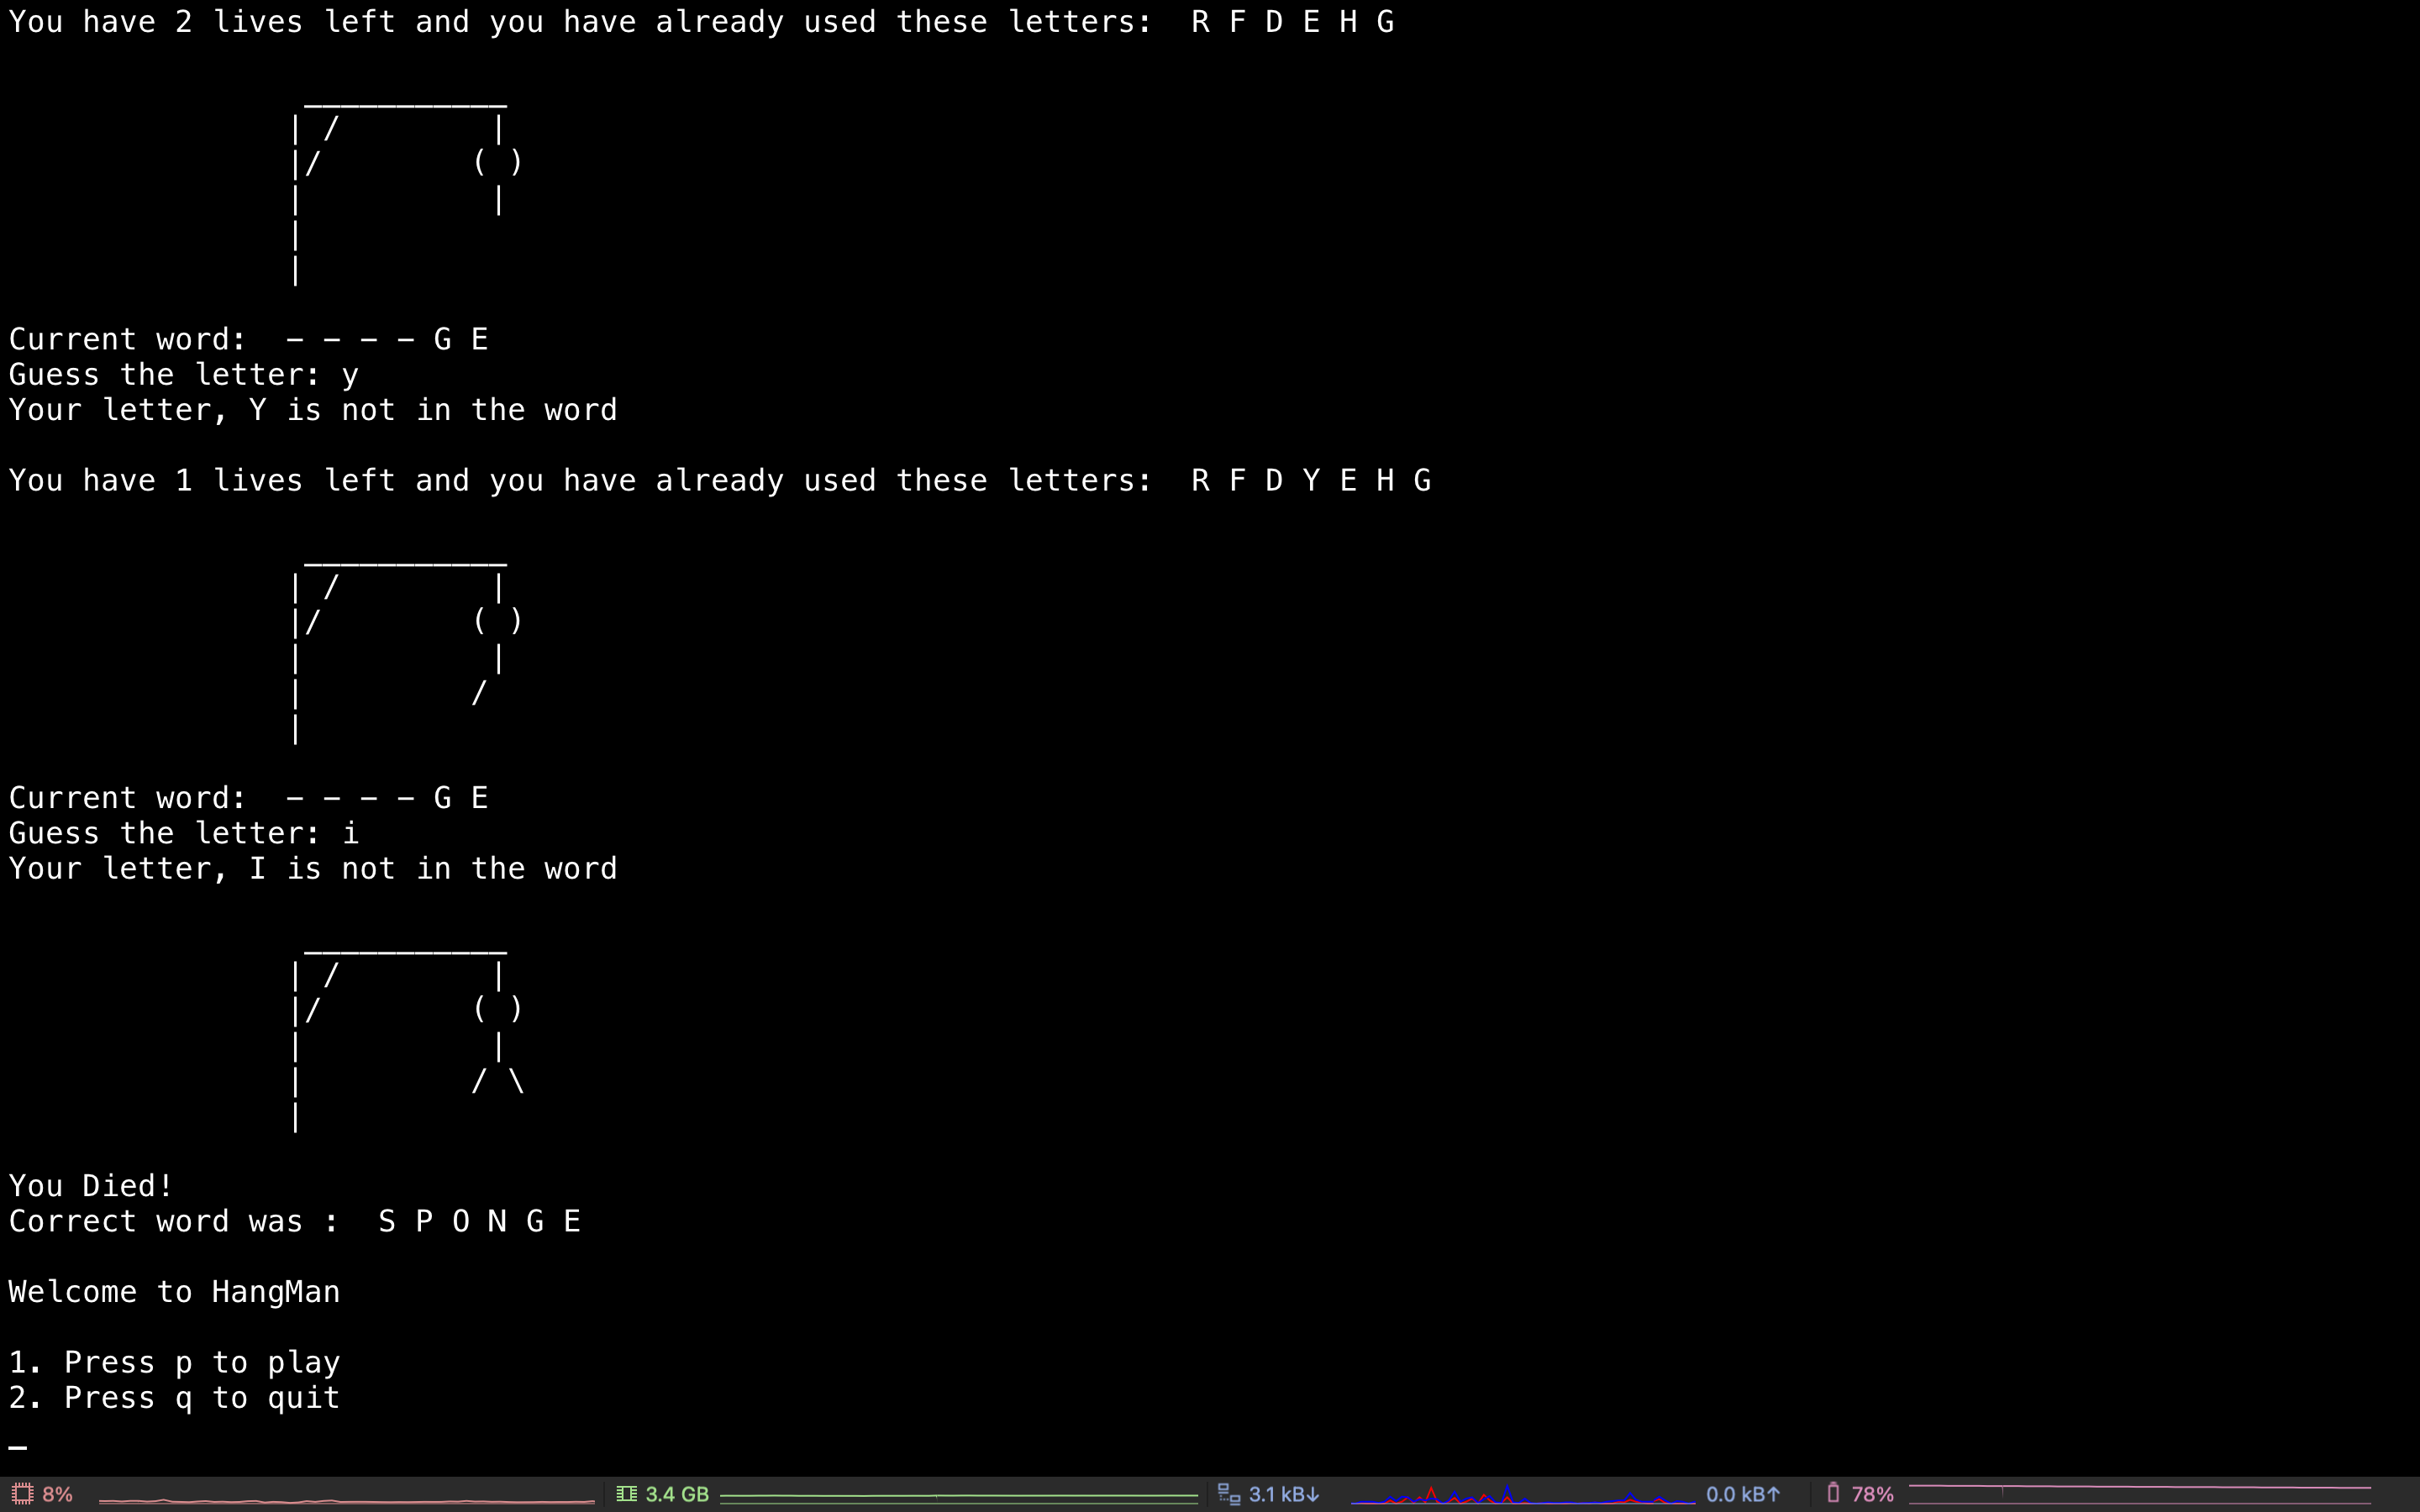 You have 2 lives left and you have already used these letters:  R F D E H G
 ___________
| /        |
|/        ( )
|          |
|
|
Current word:  - - - - G E
Guess the letter: y
Your letter, Y is not in the word
You have 1 lives left and you have already used these letters:  R F D Y E H G
 ___________
| /        |
|/        ( )
|          |
|         /
|
Current word:  - - - - G E
Guess the letter: i
Your letter, I is not in the word
 ___________
| /        |
|/        ( )
|          |
|         / \
|
You Died!
Correct word was :  S P O N G E
Welcome to HangMan
1. Press p to play
2. Press q to quit
_
8% 3.4 GB 3.1 kB↓ 0.0 kB↑ 78%